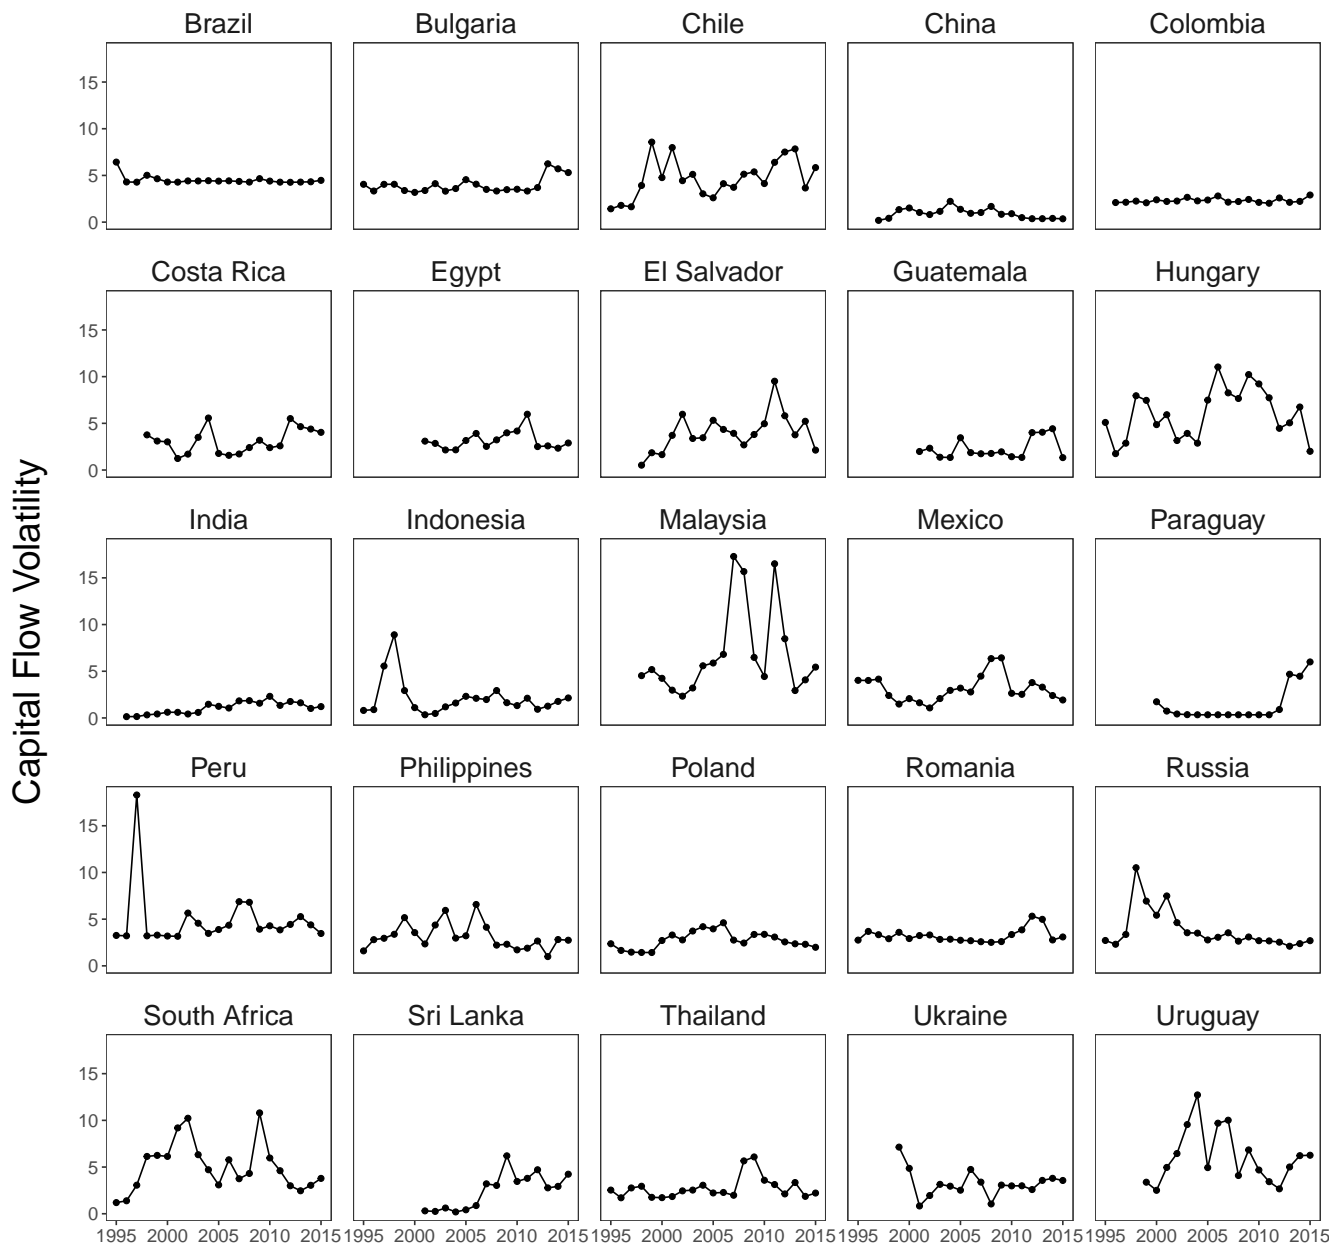 Brazil Bulgaria Chile China Colombia
15
10
5
0
Costa Rica Egypt El Salvador Guatemala Hungary
15
10
5
0
Capital Flow Volatility
India Indonesia Malaysia Mexico Paraguay
15
10
5
0
Peru Philippines Poland Romania Russia
15
10
5
0
South Africa Sri Lanka Thailand Ukraine Uruguay
15
10
5
0
1995 2000 2005 2010 2015 1995 2000 2005 2010 2015 1995 2000 2005 2010 2015 1995 2000 2005 2010 2015 1995 2000 2005 2010 2015